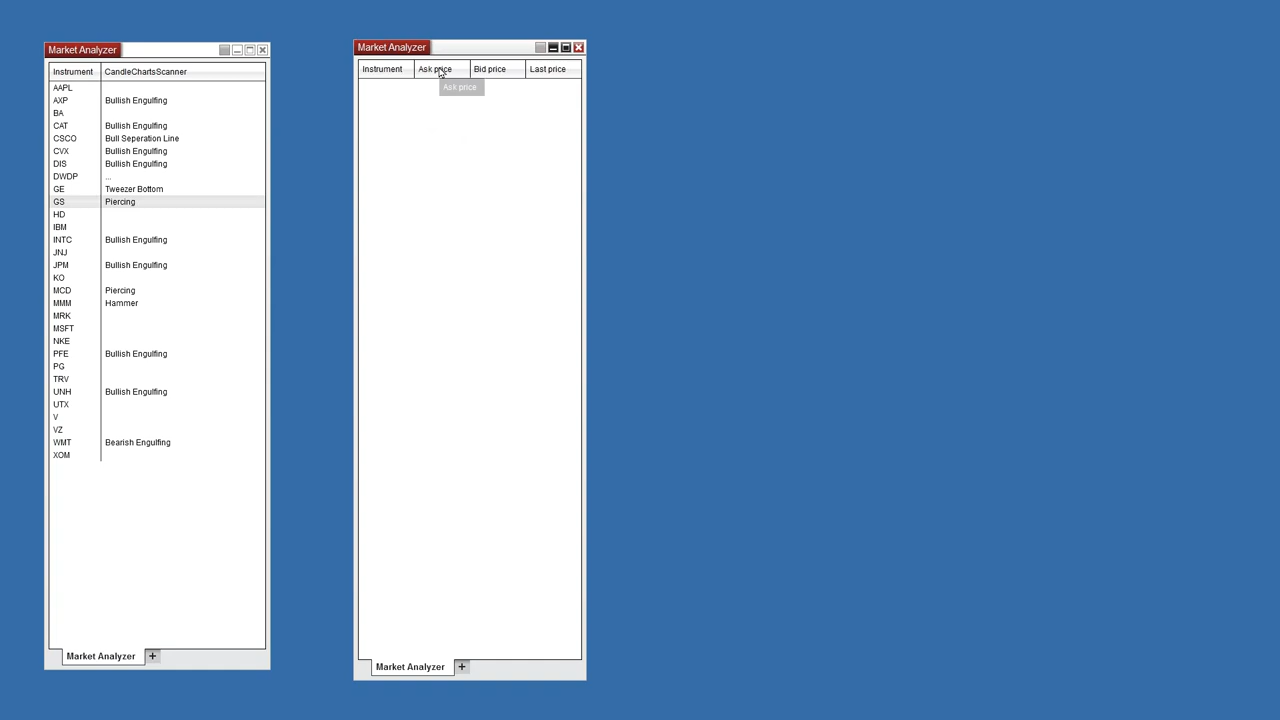 Market Analyzer
Instrument CandleChartsScanner
AAPL
AXP Bullish Engulfing
BA
CAT Bullish Engulfing
CSCO Bull Seperation Line
CVX Bullish Engulfing
DIS Bullish Engulfing
DWDP ...
GE Tweezer Bottom
GS Piercing
HD
IBM
INTC Bullish Engulfing
JNJ
JPM Bullish Engulfing
KO
MCD Piercing
MMM Hammer
MRK
MSFT
NKE
PFE Bullish Engulfing
PG
TRV
UNH Bullish Engulfing
UTX
V
VZ
WMT Bearish Engulfing
XOM
Market Analyzer +
Market Analyzer
Instrument Ask price Bid price Last price
Ask price
Market Analyzer +